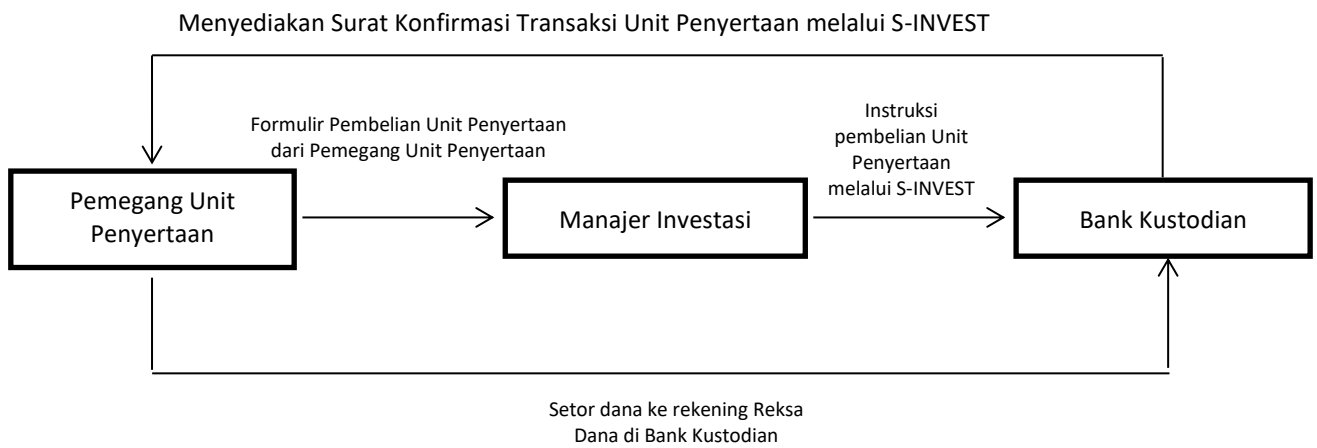 Menyediakan Surat Konfirmasi Transaksi Unit Penyertaan melalui S-INVEST
Formulir Pembelian Unit Penyertaan
dari Pemegang Unit Penyertaan
Instruksi
pembelian Unit
Penyertaan
melalui S-INVEST
Pemegang Unit
Penyertaan
Manajer Investasi
Bank Kustodian
Setor dana ke rekening Reksa
Dana di Bank Kustodian